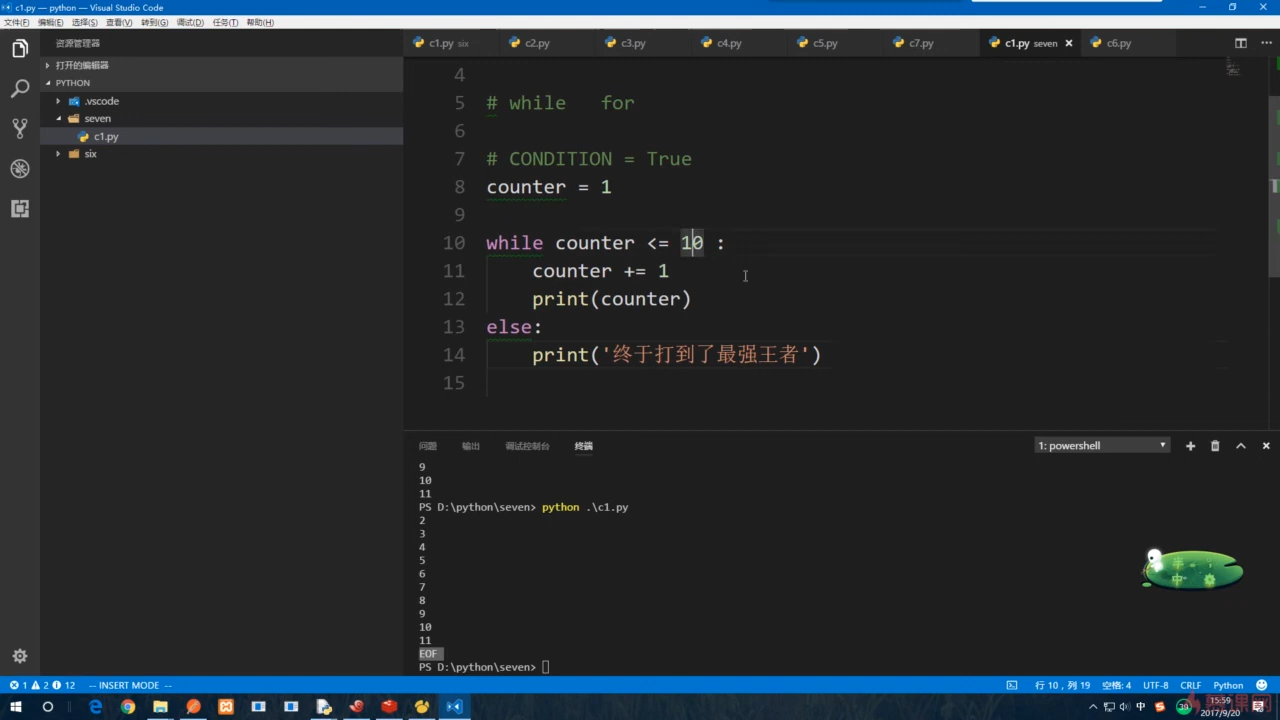 c1.py — python — Visual Studio Code
文件(F) 编辑(E) 选择(S) 查看(V) 转到(G) 调试(D) 任务(T) 帮助(H)
资源管理器
c1.py six c2.py c3.py c4.py c5.py c7.py c1.py seven c6.py
打开的编辑器
PYTHON
.vscode
seven
c1.py
six
4
5 # while for
6
7 # CONDITION = True
8 counter = 1
9
10 while counter <= 10 :
11 counter += 1
12 print(counter)
13 else:
14 print('终于打到了最强王者')
15
问题 输出 调试控制台 终端 1: powershell
9
10
11
PS D:\python\seven> python .\c1.py
2
3
4
5
6
7
8
9
10
11
EOF
PS D:\python\seven>
1 2 12 -- INSERT MODE -- 行 10，列 19 空格: 4 UTF-8 CRLF Python
中 15:59
2017/9/20